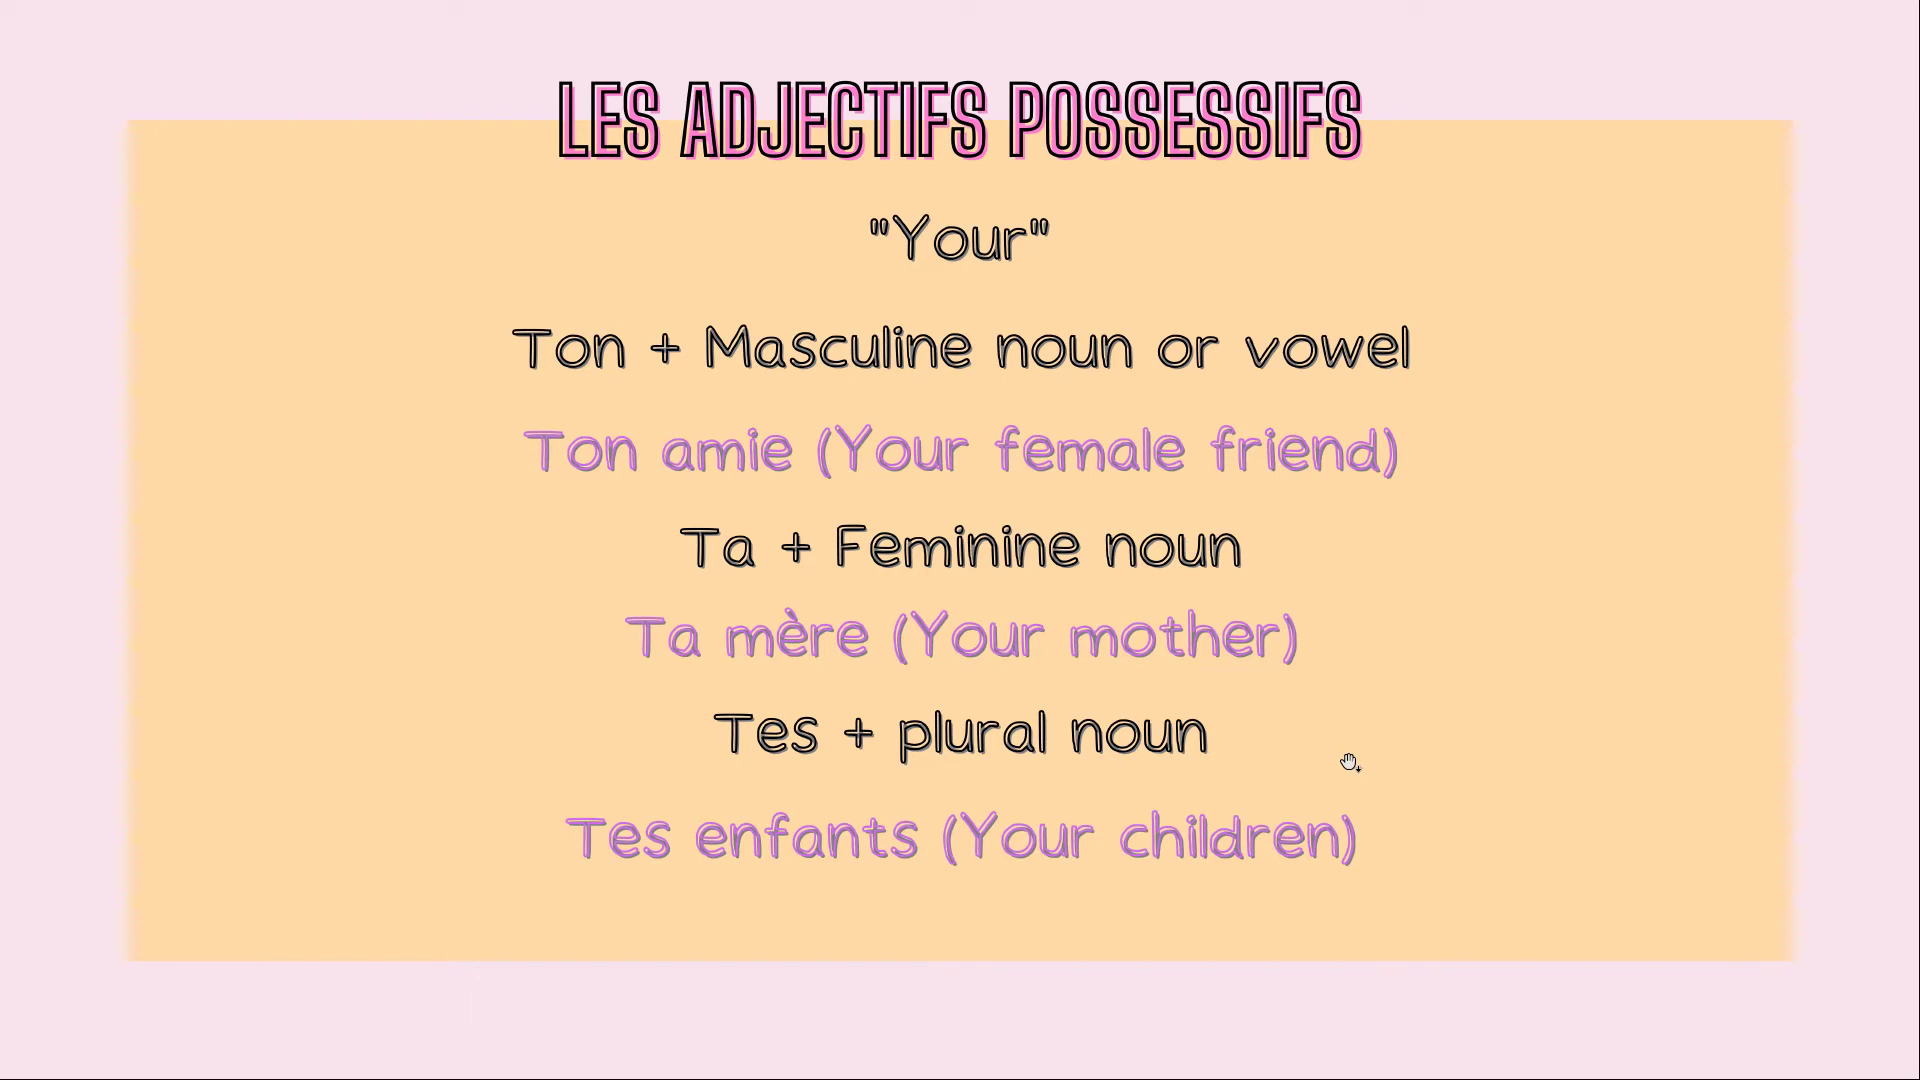 LES ADJECTIFS POSSESSIFS
"Your"
Ton + Masculine noun or vowel
Ton amie (Your female friend)
Ta + Feminine noun
Ta mère (Your mother)
Tes + plural noun
Tes enfants (Your children)